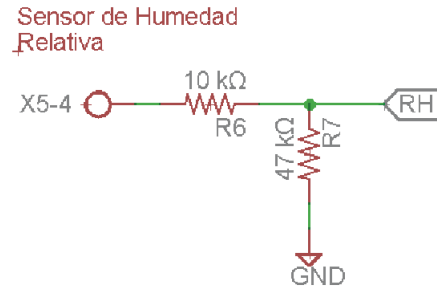 Sensor de Humedad
Relativa
10 kΩ
X5-4
RH
R6
47 kΩ
R7
GND